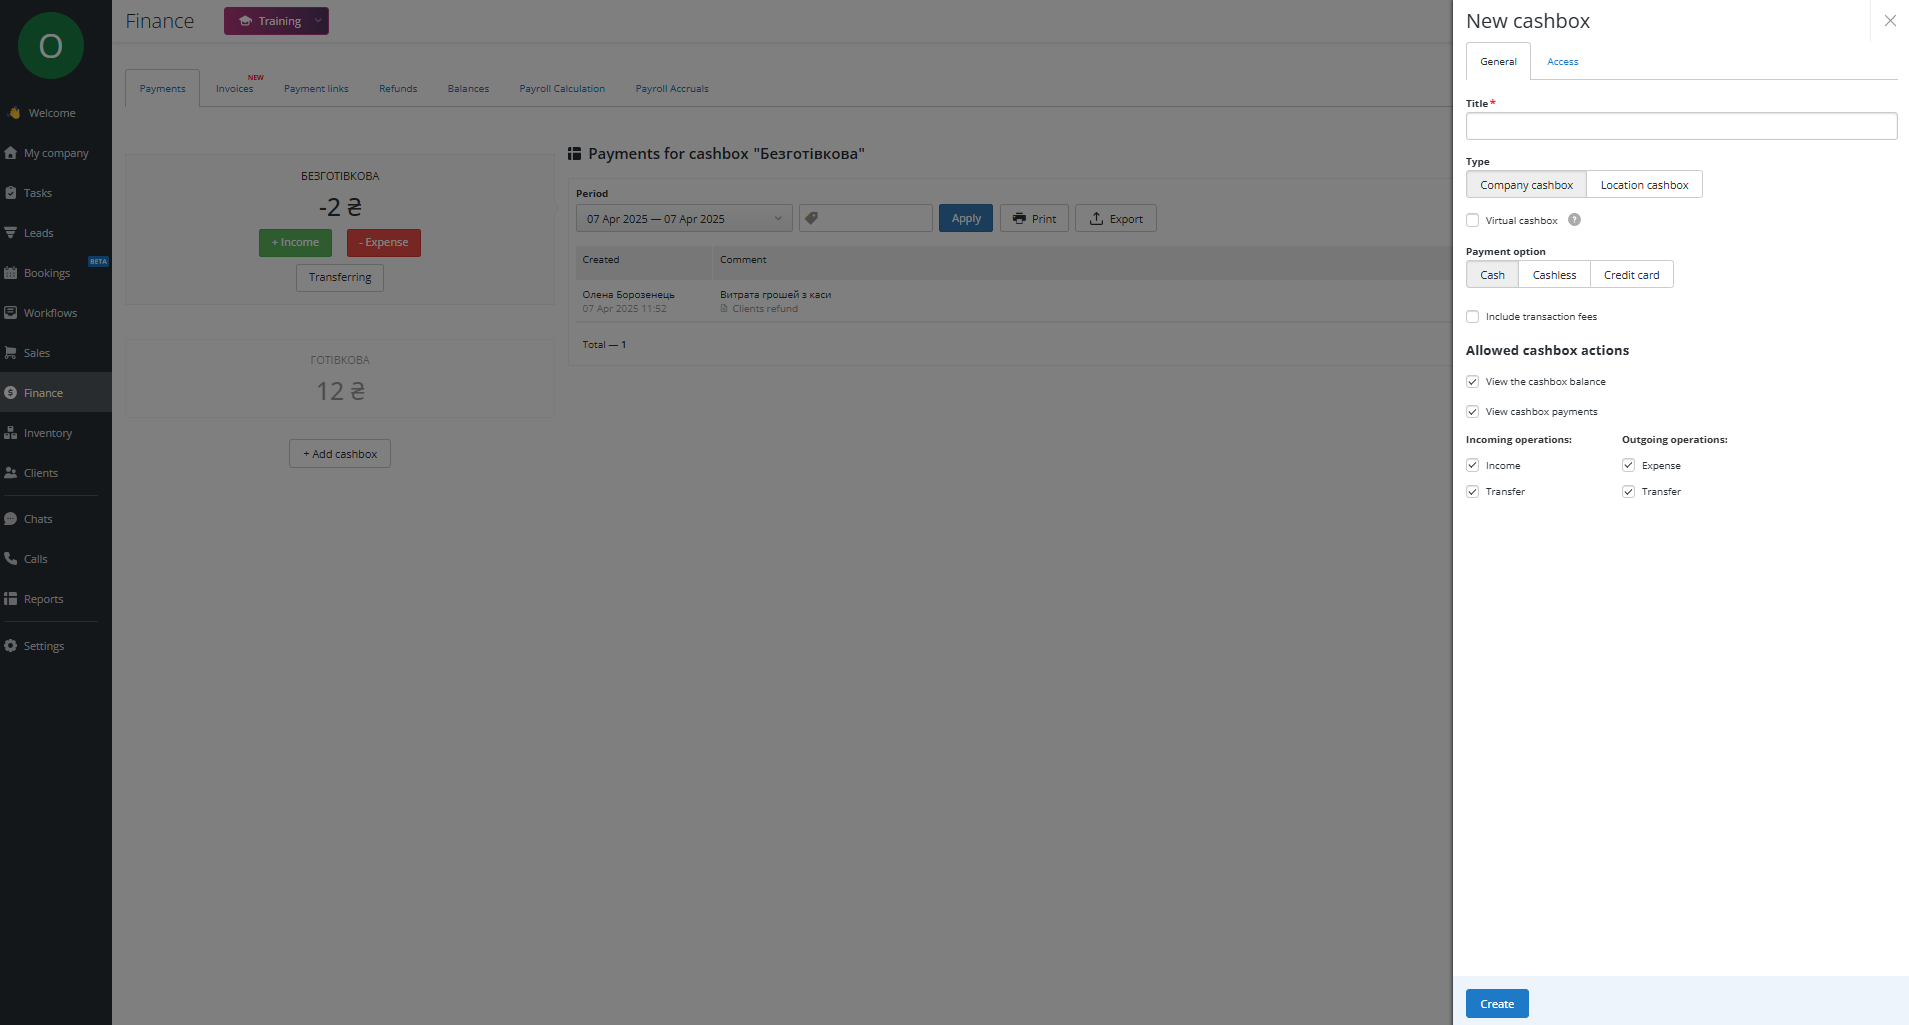 O
Welcome
My company
Tasks
Leads
BETA
Bookings
Workflows
Sales
Finance
Inventory
Clients
Chats
Calls
Reports
Settings
Finance
Training
Payments
Invoices
NEW
Payment links
Refunds
Balances
Payroll Calculation
Payroll Accruals
БЕЗГОТІВКОВА
-2 ₴
+ Income
- Expense
Transferring
ГОТІВКОВА
12 ₴
+ Add cashbox
Payments for cashbox "Безготівкова"
Period
07 Apr 2025 — 07 Apr 2025
Apply
Print
Export
Created
Comment
Олена Борозенець
07 Apr 2025 11:52
Витрата грошей з каси
Clients refund
Total — 1
New cashbox
General
Access
Title*
Type
Company cashbox
Location cashbox
Virtual cashbox
?
Payment option
Cash
Cashless
Credit card
Include transaction fees
Allowed cashbox actions
View the cashbox balance
View cashbox payments
Incoming operations:
Outgoing operations:
Income
Expense
Transfer
Transfer
Create